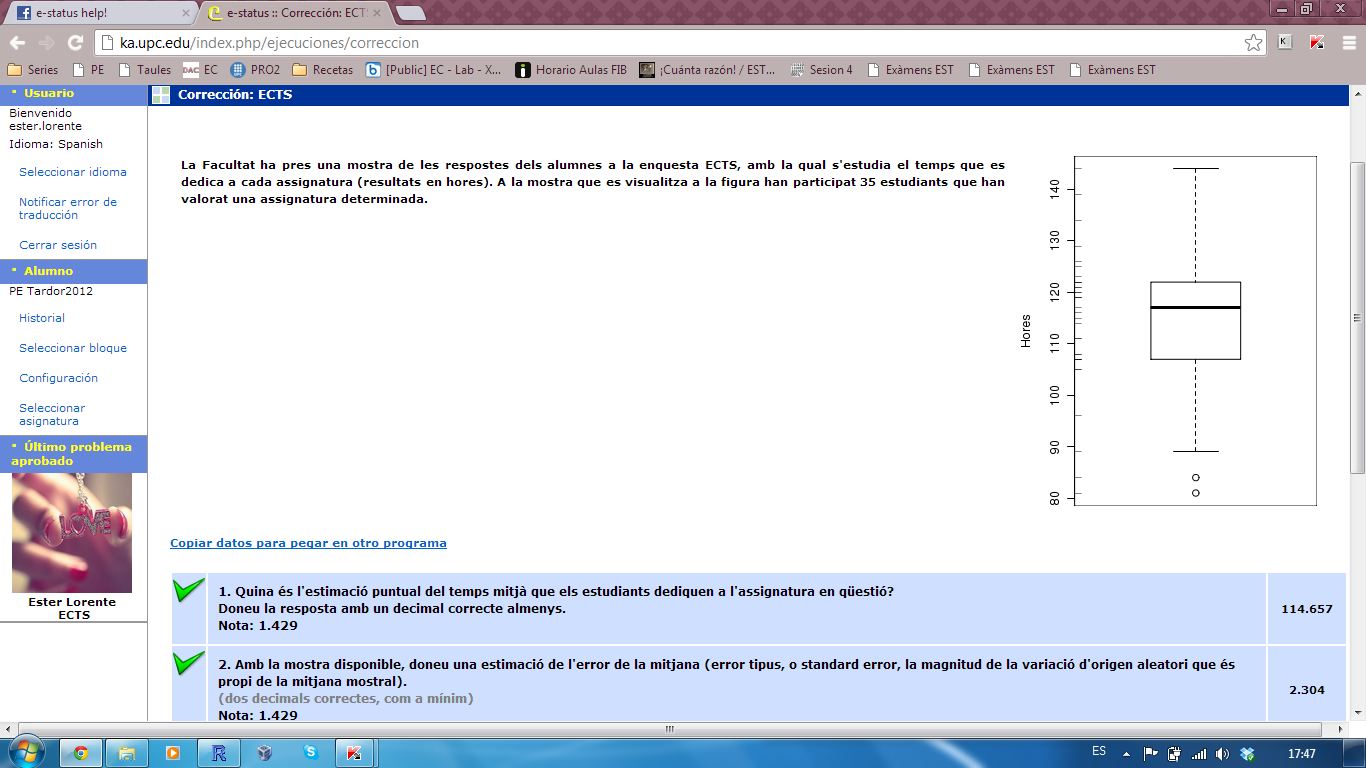 e-status help!
e-status :: Corrección: ECTS
ka.upc.edu/index.php/ejecuciones/correccion
Series
PE
Taules
DAC EC
PRO2
Recetas
[Public] EC - Lab - X...
Horario Aulas FIB
¡Cuánta razón! / EST...
Sesion 4
Exàmens EST
Exàmens EST
Exàmens EST
Usuario
Bienvenido
ester.lorente
Idioma: Spanish
Seleccionar idioma
Notificar error de
traducción
Cerrar sesión
Alumno
PE Tardor2012
Historial
Seleccionar bloque
Configuración
Seleccionar
asignatura
Último problema
aprobado
LOVE
Ester Lorente
ECTS
Corrección: ECTS
La Facultat ha pres una mostra de les respostes dels alumnes a la enquesta ECTS, amb la qual s'estudia el temps que es
dedica a cada assignatura (resultats en hores). A la mostra que es visualitza a la figura han participat 35 estudiants que han
valorat una assignatura determinada.
Hores
140
130
120
110
100
90
80
Copiar datos para pegar en otro programa
1. Quina és l'estimació puntual del temps mitjà que els estudiants dediquen a l'assignatura en qüestió?
Doneu la resposta amb un decimal correcte almenys.
Nota: 1.429
114.657
2. Amb la mostra disponible, doneu una estimació de l'error de la mitjana (error tipus, o standard error, la magnitud de la variació d'origen aleatori que és
propi de la mitjana mostral).
(dos decimals correctes, com a mínim)
Nota: 1.429
2.304
ES
17:47